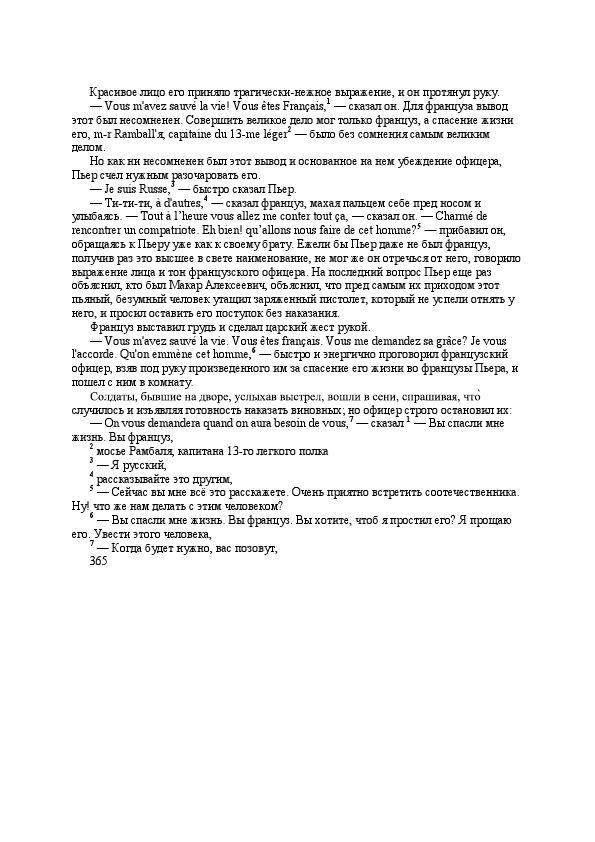 Красивое лицо его приняло трагически-нежное выражение, и он протянул руку.
— Vous m'avez sauvé la vie! Vous êtes Français,¹ — сказал он. Для француза вывод
этот был несомненен. Совершить великое дело мог только француз, а спасение жизни
его, m-r Ramball'я, capitaine du 13-me léger² — было без сомнения самым великим
делом.
Но как ни несомненен был этот вывод и основанное на нем убеждение офицера,
Пьер счел нужным разочаровать его.
— Je suis Russe,³ — быстро сказал Пьер.
— Ти-ти-ти, à d'autres,⁴ — сказал француз, махая пальцем себе пред носом и
улыбаясь. — Tout à l’heure vous allez me conter tout ça, — сказал он. — Charmé de
rencontrer un compatriote. Eh bien! qu’allons nous faire de cet homme?⁵ — прибавил он,
обращаясь к Пьеру уже как к своему брату. Ежели бы Пьер даже не был француз,
получив раз это высшее в свете наименование, не мог же он отречься от него, говорило
выражение лица и тон французского офицера. На последний вопрос Пьер еще раз
объяснил, кто был Макар Алексеевич, объяснил, что пред самым их приходом этот
пьяный, безумный человек утащил заряженный пистолет, который не успели отнять у
него, и просил оставить его поступок без наказания.
Француз выставил грудь и сделал царский жест рукой.
— Vous m'avez sauvé la vie. Vous êtes français. Vous me demandez sa grâce? Je vous
l'accorde. Qu'on emmène cet homme,⁶ — быстро и энергично проговорил французский
офицер, взяв под руку произведенного им за спасение его жизни во французы Пьера, и
пошел с ним в комнату.
Солдаты, бывшие на дворе, услыхав выстрел, вошли в сени, спрашивая, что̀
случилось и изъявляя готовность наказать виновных; но офицер строго остановил их:
— On vous demandera quand on aura besoin de vous,⁷ — сказал ¹ — Вы спасли мне
жизнь. Вы француз,
² мосье Рамбаля, капитана 13-го легкого полка
³ — Я русский,
⁴ рассказывайте это другим,
⁵ — Сейчас вы мне всё это расскажете. Очень приятно встретить соотечественника.
Ну! что же нам делать с этим человеком?
⁶ — Вы спасли мне жизнь. Вы француз. Вы хотите, чтоб я простил его? Я прощаю
его. Увести этого человека,
⁷ — Когда будет нужно, вас позовут,
365